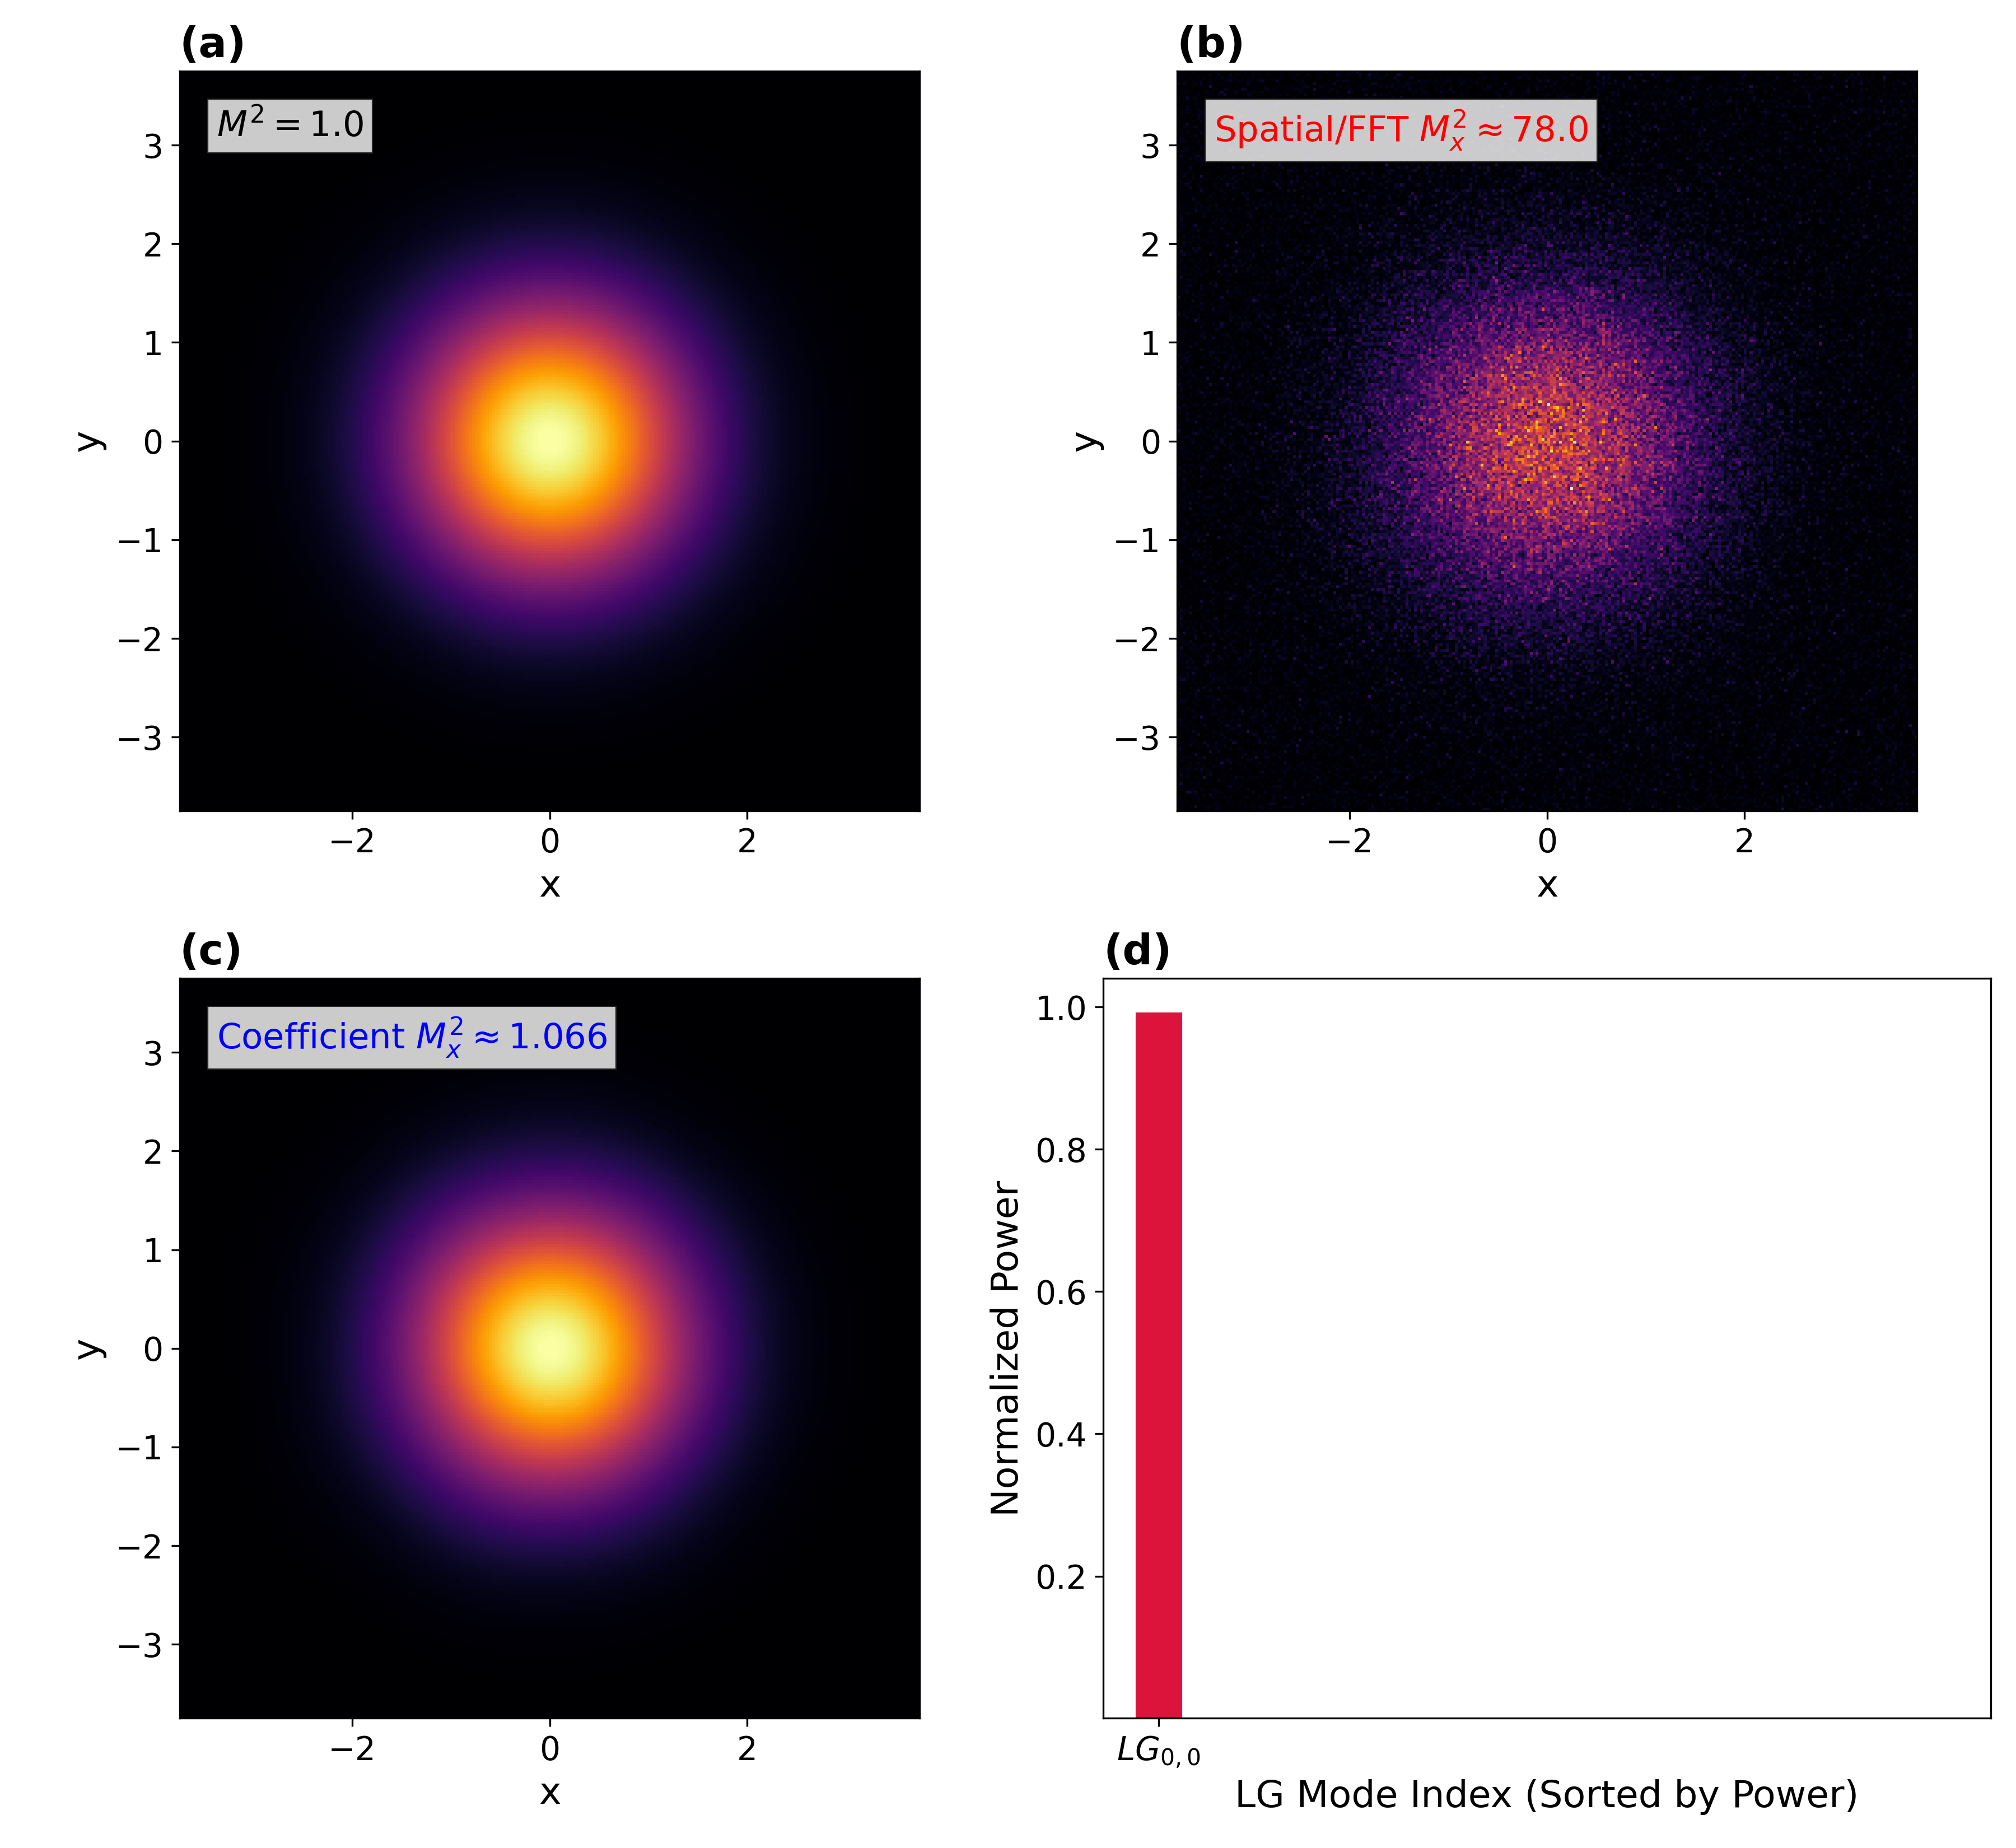 (a)
M² = 1.0
3
2
1
0
−1
−2
−3
y
−2 0 2
x
(b)
Spatial/FFT M²ₓ ≈ 78.0
3
2
1
0
−1
−2
−3
y
−2 0 2
x
(c)
Coefficient M²ₓ ≈ 1.066
3
2
1
0
−1
−2
−3
y
−2 0 2
x
(d)
1.0
0.8
0.6
0.4
0.2
Normalized Power
LG₀,₀
LG Mode Index (Sorted by Power)